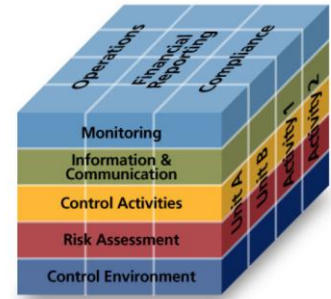 Operations
Financial
Reporting
Compliance
Monitoring
Information &
Communication
Control Activities
Risk Assessment
Control Environment
Unit A
Unit B
Activity 1
Activity 2